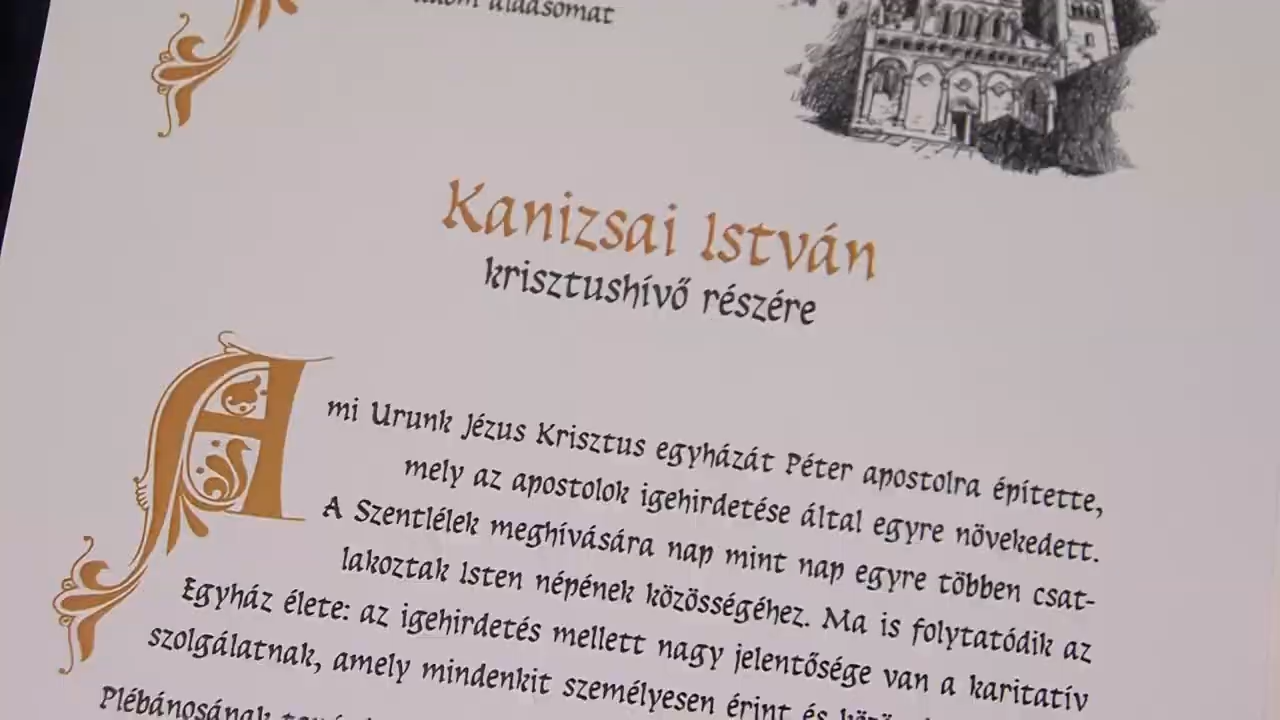 áldásomat
Kanizsai István
krisztushívő részére
Ami Urunk Jézus Krisztus egyházát Péter apostolra építette,
mely az apostolok igehirdetése által egyre növekedett.
A Szentlélek meghívására nap mint nap egyre többen csat-
lakoztak Isten népének közösségéhez. Ma is folytatódik az
Egyház élete: az igehirdetés mellett nagy jelentősége van a karitatív
szolgálatnak, amely mindenkit személyesen érint és
Plébánosának